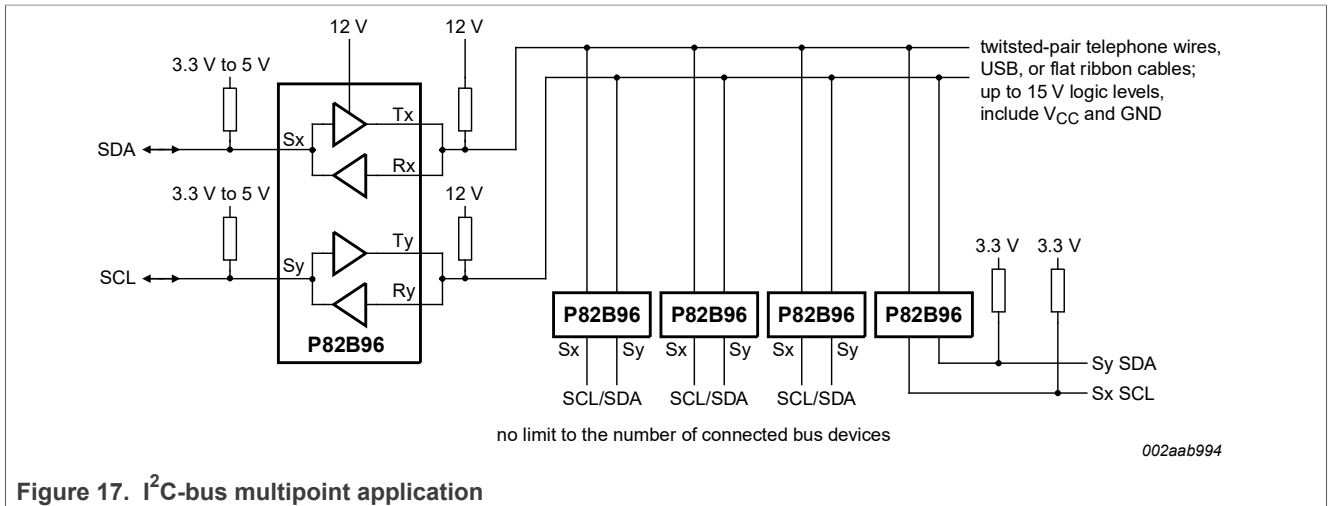 12 V
12 V
3.3 V to 5 V
Tx
Sx
SDA
Rx
3.3 V to 5 V
12 V
Ty
Sy
SCL
Ry
P82B96
twitsted-pair telephone wires,
USB, or flat ribbon cables;
up to 15 V logic levels,
include VCC and GND
3.3 V 3.3 V
P82B96 P82B96 P82B96 P82B96
Sx Sy Sx Sy Sx Sy
Sy SDA
Sx SCL
SCL/SDA SCL/SDA SCL/SDA
no limit to the number of connected bus devices
002aab994
Figure 17. I²C-bus multipoint application